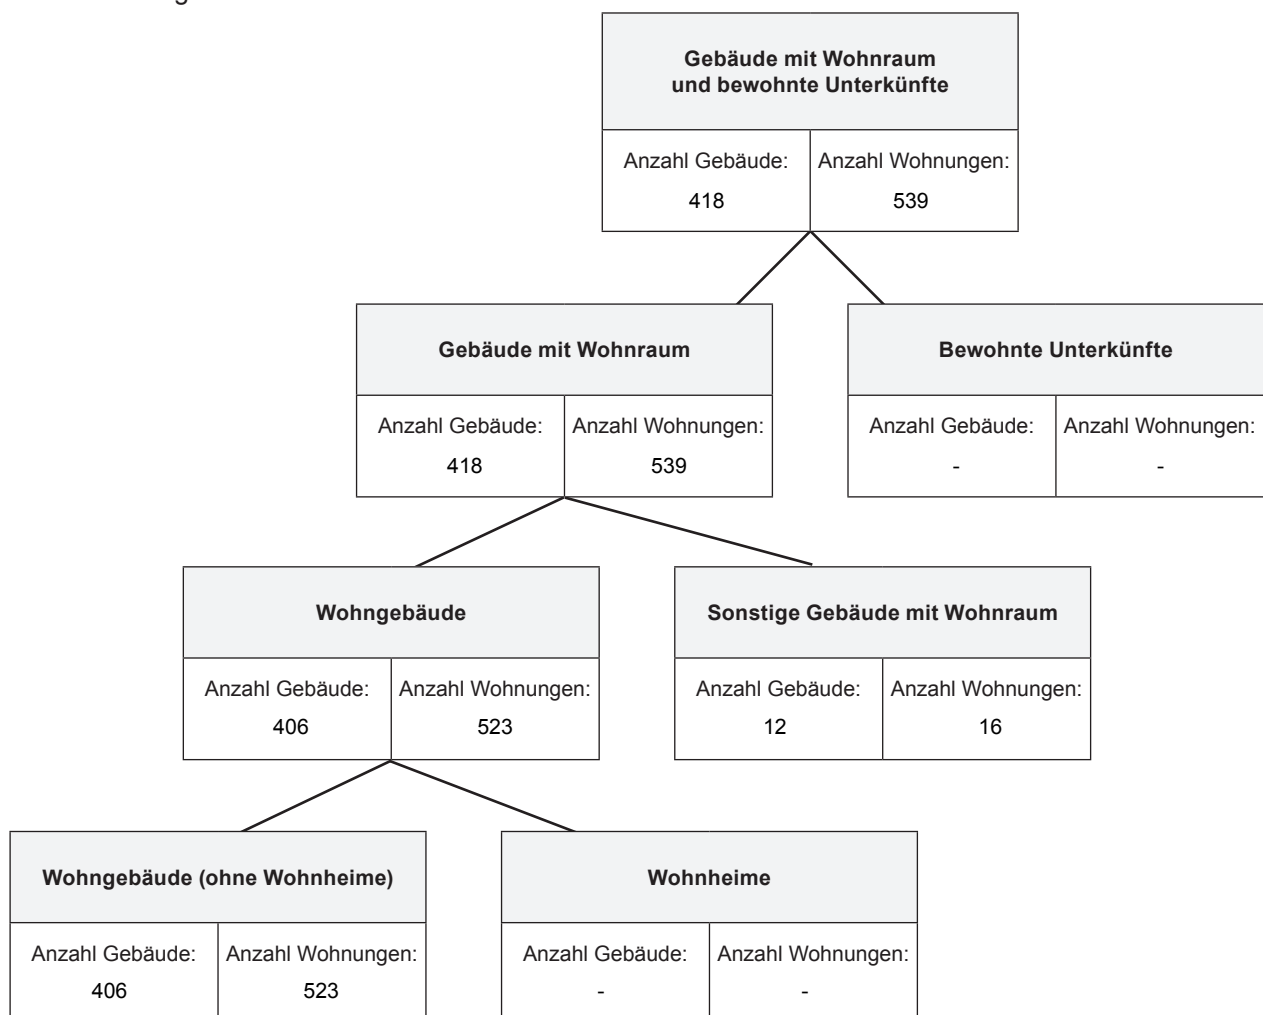 Gebäude mit Wohnraum
und bewohnte Unterkünfte
Anzahl Gebäude: Anzahl Wohnungen:
418 539
Gebäude mit Wohnraum Bewohnte Unterkünfte
Anzahl Gebäude: Anzahl Wohnungen: Anzahl Gebäude: Anzahl Wohnungen:
418 539 - -
Wohngebäude Sonstige Gebäude mit Wohnraum
Anzahl Gebäude: Anzahl Wohnungen: Anzahl Gebäude: Anzahl Wohnungen:
406 523 12 16
Wohngebäude (ohne Wohnheime) Wohnheime
Anzahl Gebäude: Anzahl Wohnungen: Anzahl Gebäude: Anzahl Wohnungen:
406 523 - -